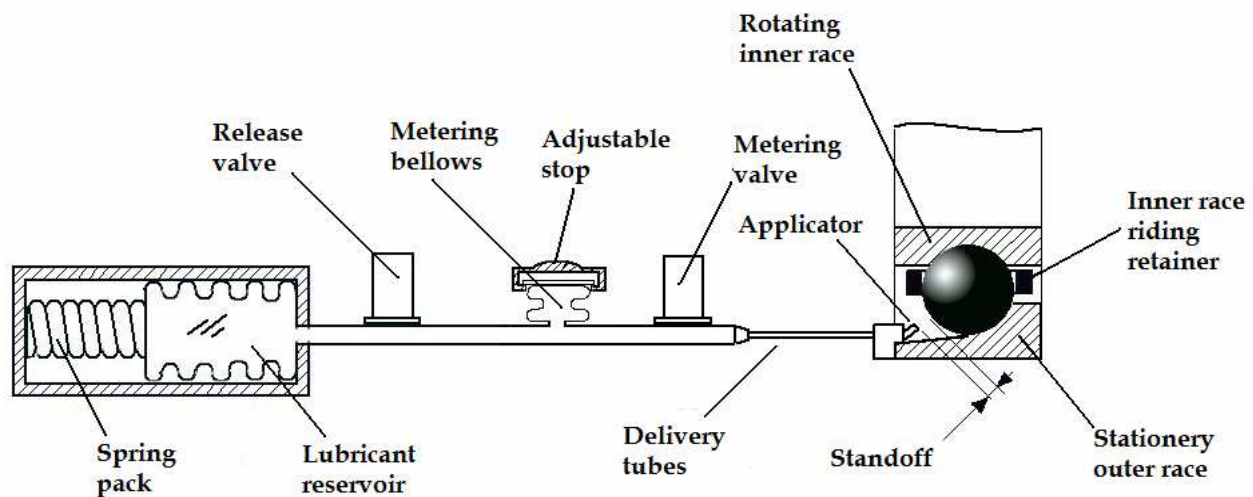 Rotating
inner race
Release
valve
Metering
bellows
Adjustable
stop
Metering
valve
Applicator
Inner race
riding
retainer
Spring
pack
Lubricant
reservoir
Delivery
tubes
Standoff
Stationery
outer race